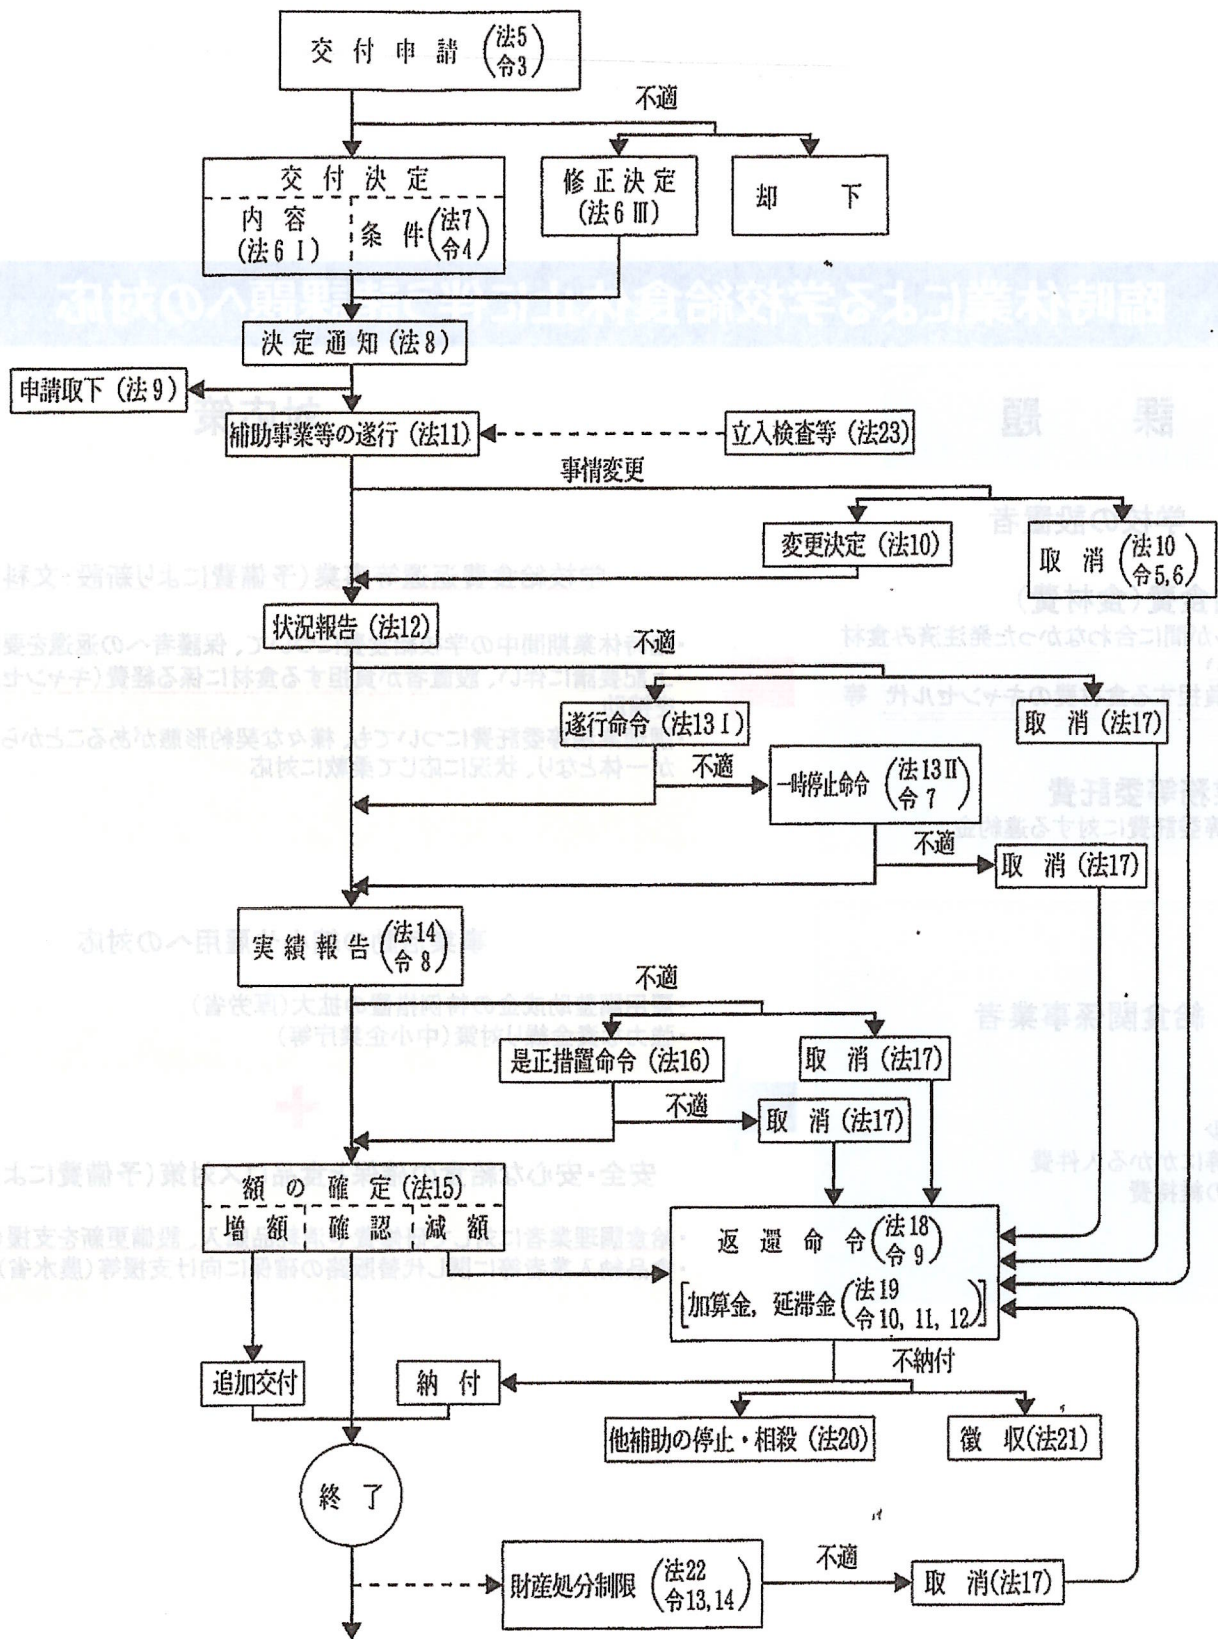 交付申請(法5 令3)
不適
交付決定
内容(法6 I)
条件(法7 令4)
修正決定(法6 III)
却下
決定通知(法8)
申請取下(法9)
補助事業等の遂行(法11)
立入検査等(法23)
事情変更
変更決定(法10)
取消(法10 令5,6)
状況報告(法12)
不適
遂行命令(法13 I)
取消(法17)
不適
一時停止命令(法13 II 令7)
不適
取消(法17)
実績報告(法14 令8)
不適
是正措置命令(法16)
取消(法17)
不適
取消(法17)
額の確定(法15)
増額 確認 減額
返還命令(法18 令9)
[加算金,延滞金(法19 令10,11,12)]
不納付
追加交付
納付
他補助の停止・相殺(法20)
徴収(法21)
終了
財産処分制限(法22 令13,14)
不適
取消(法17)